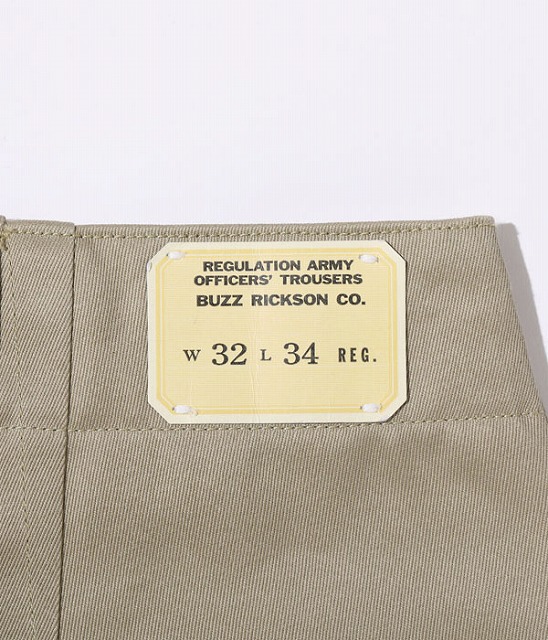 REGULATION ARMY
OFFICERS' TROUSERS
BUZZ RICKSON CO.
W 32 L 34 REG.